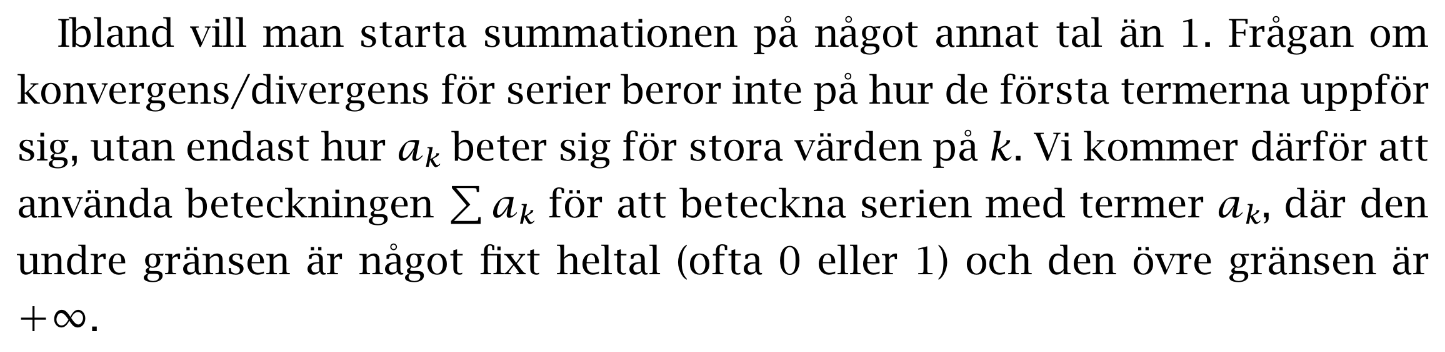 Ibland vill man starta summationen på något annat tal än 1. Frågan om
konvergens/divergens för serier beror inte på hur de första termerna uppför
sig, utan endast hur $a_k$ beter sig för stora värden på $k$. Vi kommer därför att
använda beteckningen $\sum a_k$ för att beteckna serien med termer $a_k$, där den
undre gränsen är något fixt heltal (ofta 0 eller 1) och den övre gränsen är
$+\infty$.